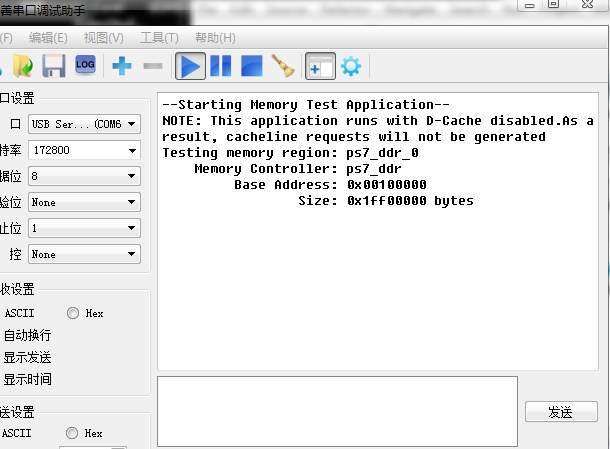 善串口调试助手
(F) 编辑(E) 视图(V) 工具(T) 帮助(H)
LOG
口设置
口 USB Ser...(COM6
特率 172800
据位 8
验位 None
止位 1
控 None
收设置
ASCII Hex
自动换行
显示发送
显示时间
送设置
ASCII Hex
--Starting Memory Test Application--
NOTE: This application runs with D-Cache disabled.As a
result, cacheline requests will not be generated
Testing memory region: ps7_ddr_0
Memory Controller: ps7_ddr
Base Address: 0x00100000
Size: 0x1ff00000 bytes
发送